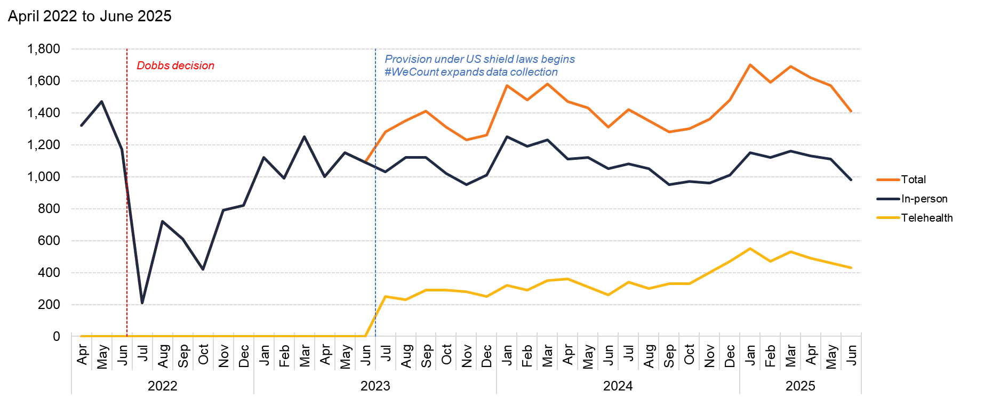 April 2022 to June 2025
1,800
1,600
1,400
1,200
1,000
800
600
400
200
0
Dobbs decision
Provision under US shield laws begins
#WeCount expands data collection
Total
In-person
Telehealth
Apr May Jun Jul Aug Sep Oct Nov Dec Jan Feb Mar Apr May Jun Jul Aug Sep Oct Nov Dec Jan Feb Mar Apr May Jun Jul Aug Sep Oct Nov Dec Jan Feb Mar Apr May Jun
2022 2023 2024 2025